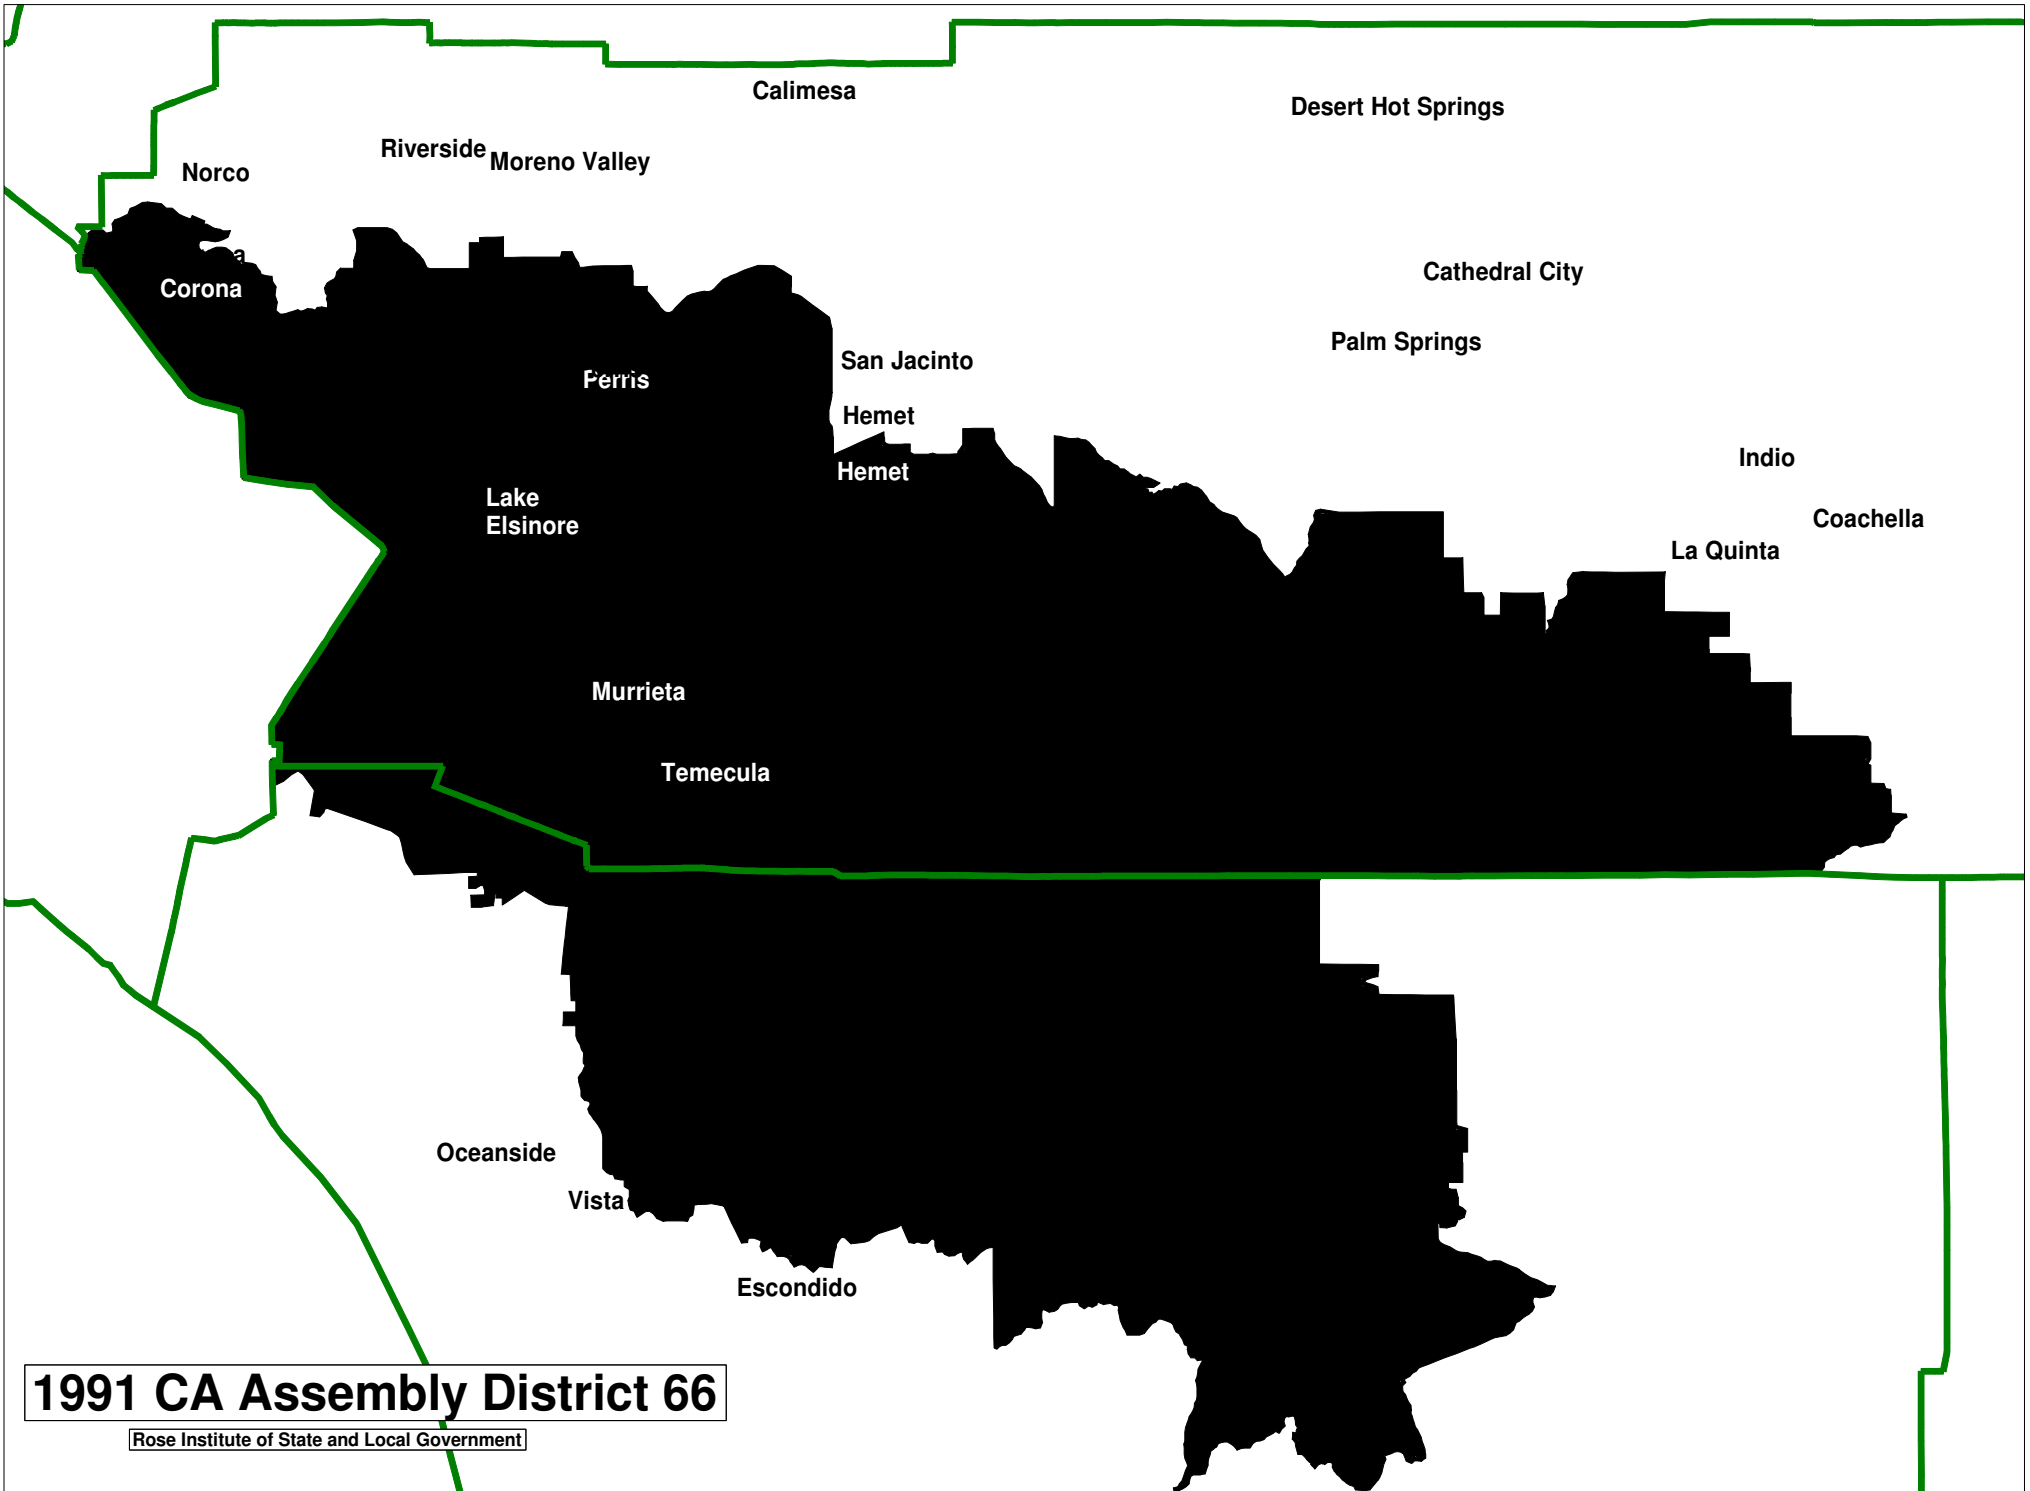 Calimesa
Desert Hot Springs
Riverside
Moreno Valley
Norco
a
Cathedral City
Corona
Palm Springs
San Jacinto
Perris
Hemet
Indio
Hemet
Lake
Elsinore
Coachella
La Quinta
Murrieta
Temecula
Oceanside
Vista
Escondido
1991 CA Assembly District 66
Rose Institute of State and Local Government